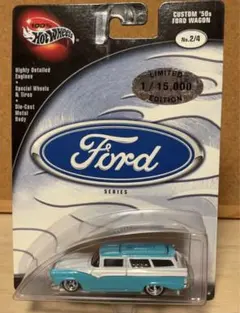 100%
Hot Wheels
CUSTOM '50s
FORD WAGON
No.2/4
Highly Detailed
Engines
•
Special Wheels
& Tires
•
Die-Cast
Metal
Body
LIMITED
1/15,000
EDITION
Ford
SERIES